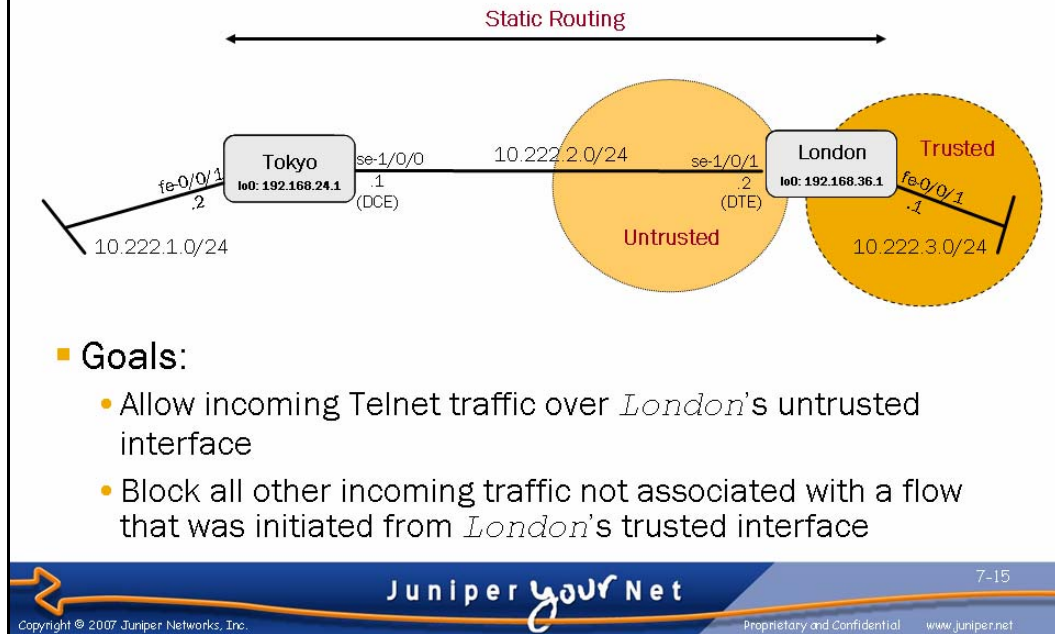 Static Routing
Tokyo
lo0: 192.168.24.1
fe-0/0/1
.2
10.222.1.0/24
se-1/0/0
.1
(DCE)
10.222.2.0/24
se-1/0/1
.2
(DTE)
Untrusted
London
lo0: 192.168.36.1
Trusted
fe-0/0/1
.1
10.222.3.0/24
Goals:
Allow incoming Telnet traffic over London's untrusted
interface
Block all other incoming traffic not associated with a flow
that was initiated from London's trusted interface
Juniper your Net
7-15
Copyright © 2007 Juniper Networks, Inc.
Proprietary and Confidential
www.juniper.net